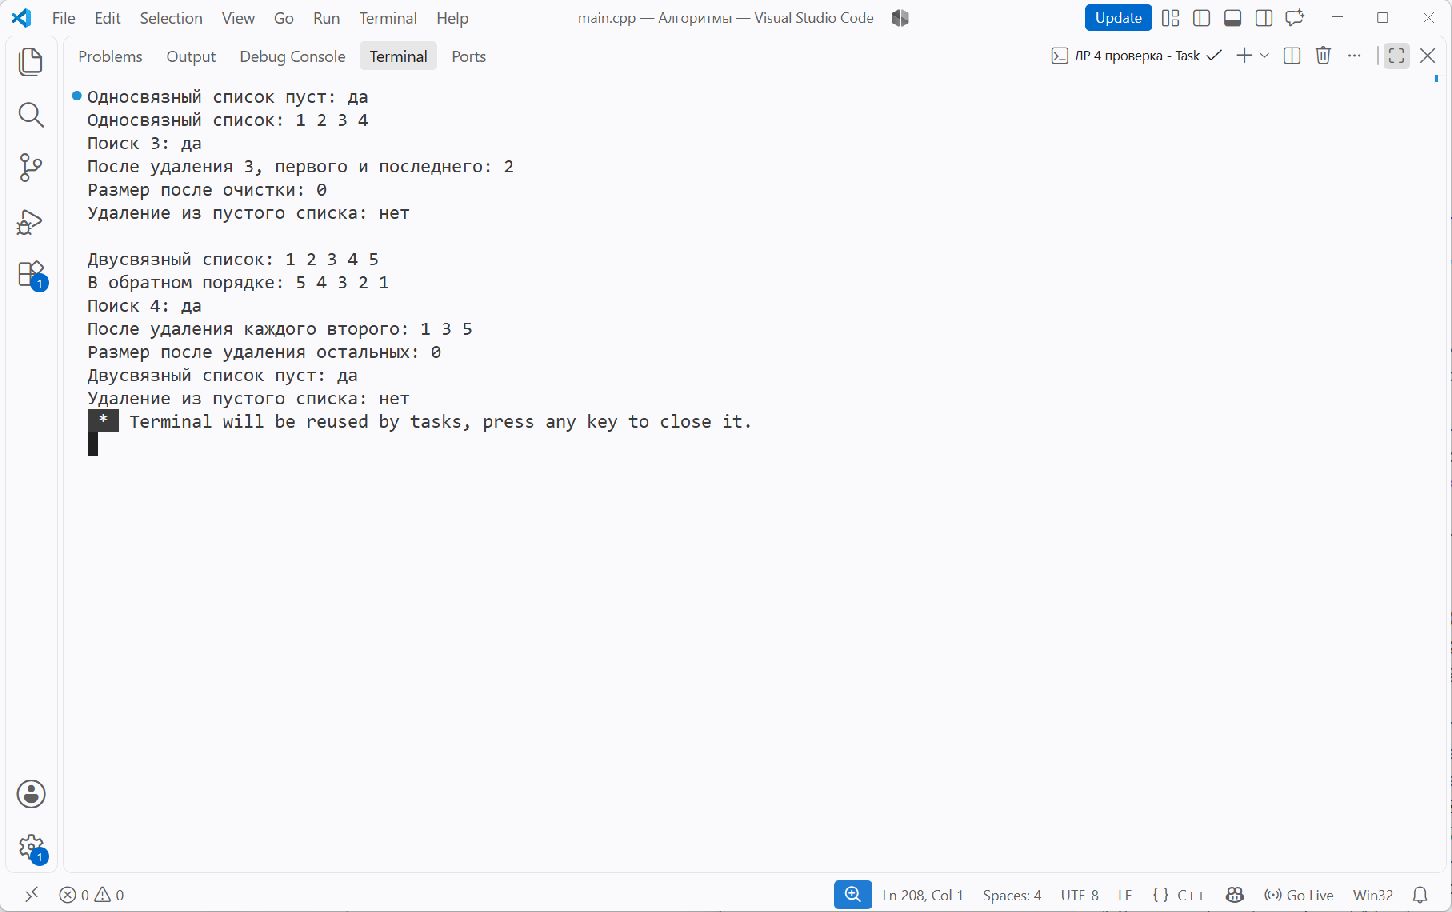 File Edit Selection View Go Run Terminal Help
main.cpp — Алгоритмы — Visual Studio Code
Update
Problems Output Debug Console Terminal Ports
ЛР 4 проверка - Task
Односвязный список пуст: да
Односвязный список: 1 2 3 4
Поиск 3: да
После удаления 3, первого и последнего: 2
Размер после очистки: 0
Удаление из пустого списка: нет
Двусвязный список: 1 2 3 4 5
В обратном порядке: 5 4 3 2 1
Поиск 4: да
После удаления каждого второго: 1 3 5
Размер после удаления остальных: 0
Двусвязный список пуст: да
Удаление из пустого списка: нет
* Terminal will be reused by tasks, press any key to close it.
1
1
0 0
Ln 208, Col 1 Spaces: 4 UTF-8 LF {} C++ Go Live Win32